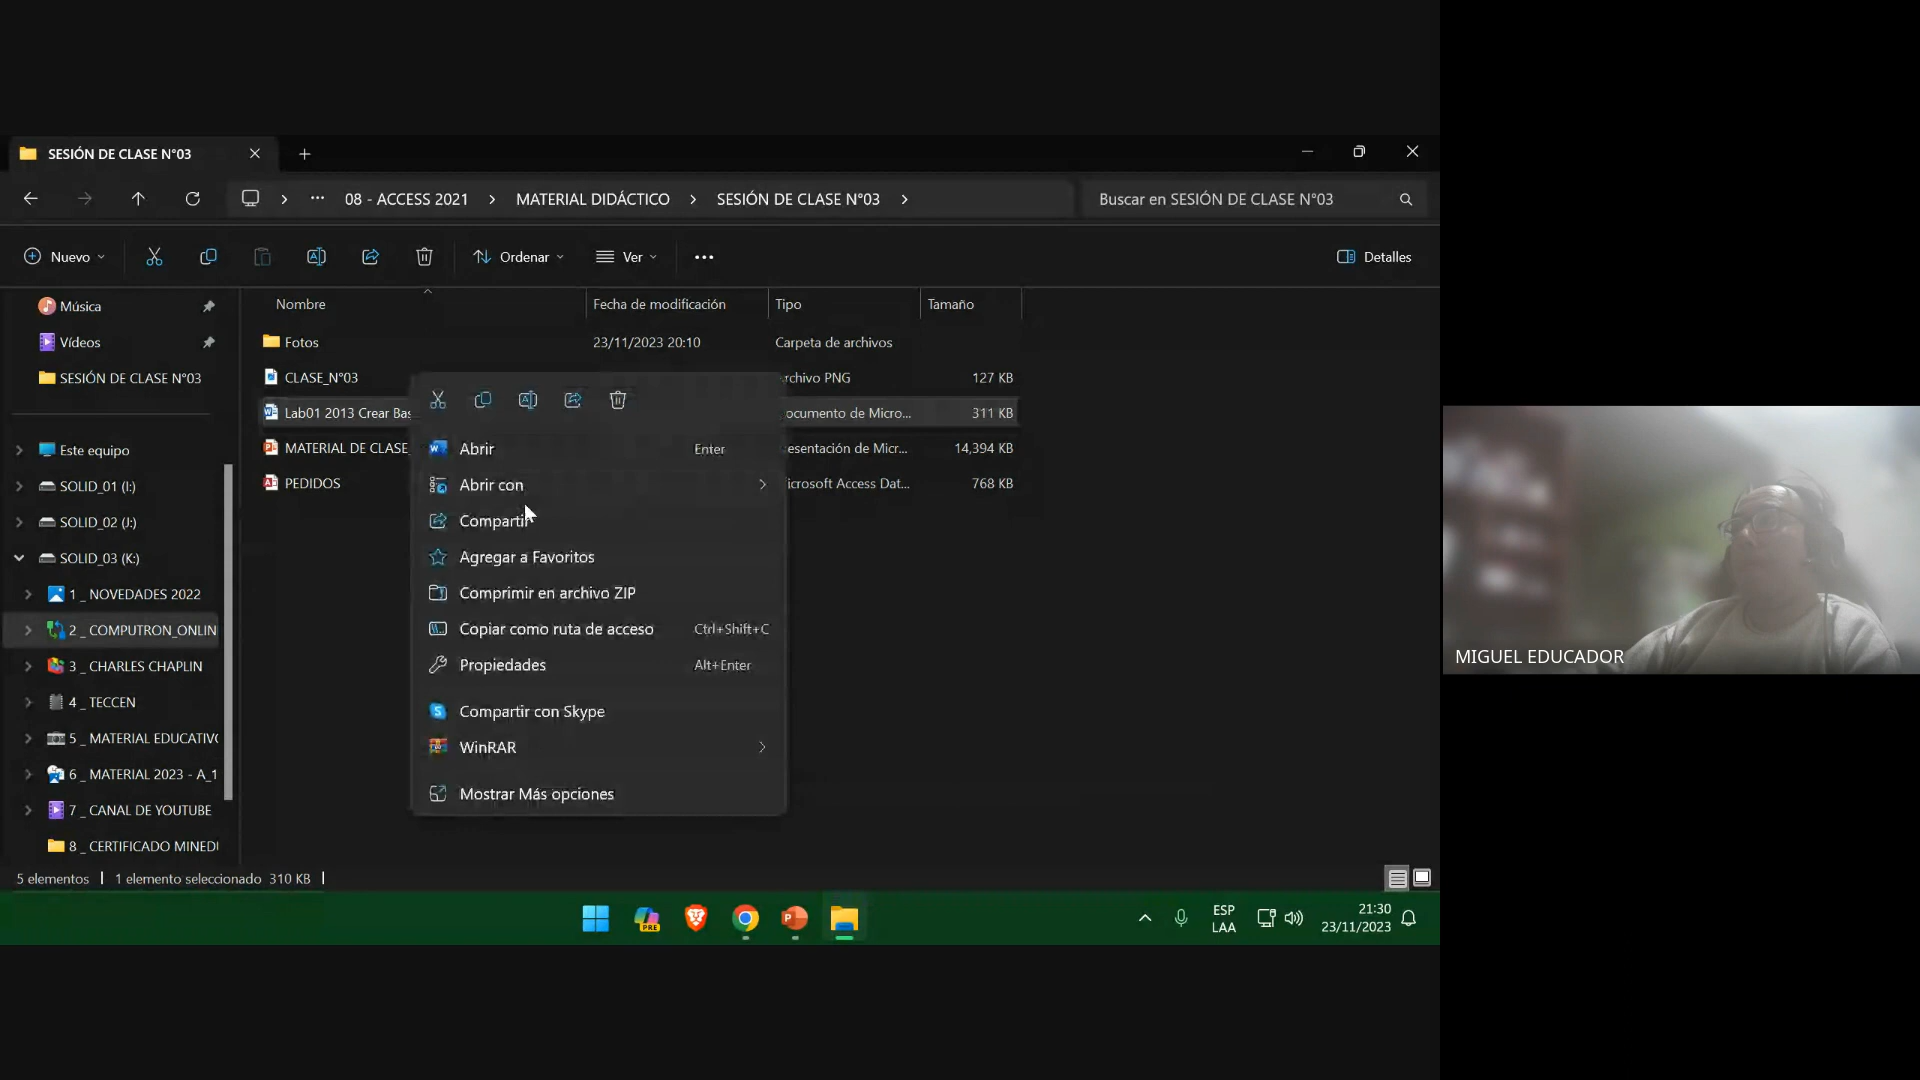 SESIÓN DE CLASE N°03
08 - ACCESS 2021
MATERIAL DIDÁCTICO
SESIÓN DE CLASE N°03
Buscar en SESIÓN DE CLASE N°03
Nuevo
Ordenar
Ver
Detalles
Nombre
Fecha de modificación
Tipo
Tamaño
Música
Vídeos
SESIÓN DE CLASE N°03
Este equipo
SOLID_01 (I:)
SOLID_02 (J:)
SOLID_03 (K:)
1 _ NOVEDADES 2022
2 _ COMPUTRON_ONLIN
3 _ CHARLES CHAPLIN
4 _ TECCEN
5 _ MATERIAL EDUCATIVO
6 _ MATERIAL 2023 - A_1
7 _ CANAL DE YOUTUBE
8 _ CERTIFICADO MINEDU
Fotos 23/11/2023 20:10 Carpeta de archivos
CLASE_N°03 rchivo PNG 127 KB
Lab01 2013 Crear Bas ocumento de Micro... 311 KB
MATERIAL DE CLASE_ esentación de Micr... 14,394 KB
PEDIDOS icrosoft Access Dat... 768 KB
Abrir Enter
Abrir con
Compartir
Agregar a Favoritos
Comprimir en archivo ZIP
Copiar como ruta de acceso Ctrl+Shift+C
Propiedades Alt+Enter
Compartir con Skype
WinRAR
Mostrar Más opciones
5 elementos
1 elemento seleccionado 310 KB
PRE
ESP
LAA
21:30
23/11/2023
MIGUEL EDUCADOR